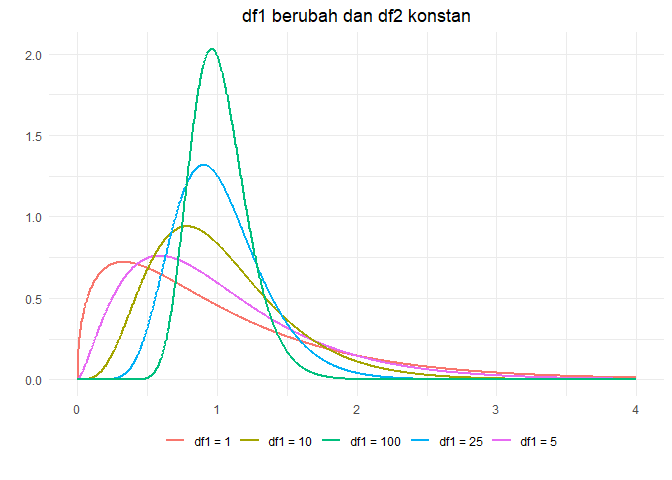 df1 berubah dan df2 konstan
2.0
1.5
1.0
0.5
0.0
0 1 2 3 4
df1 = 1 df1 = 10 df1 = 100 df1 = 25 df1 = 5